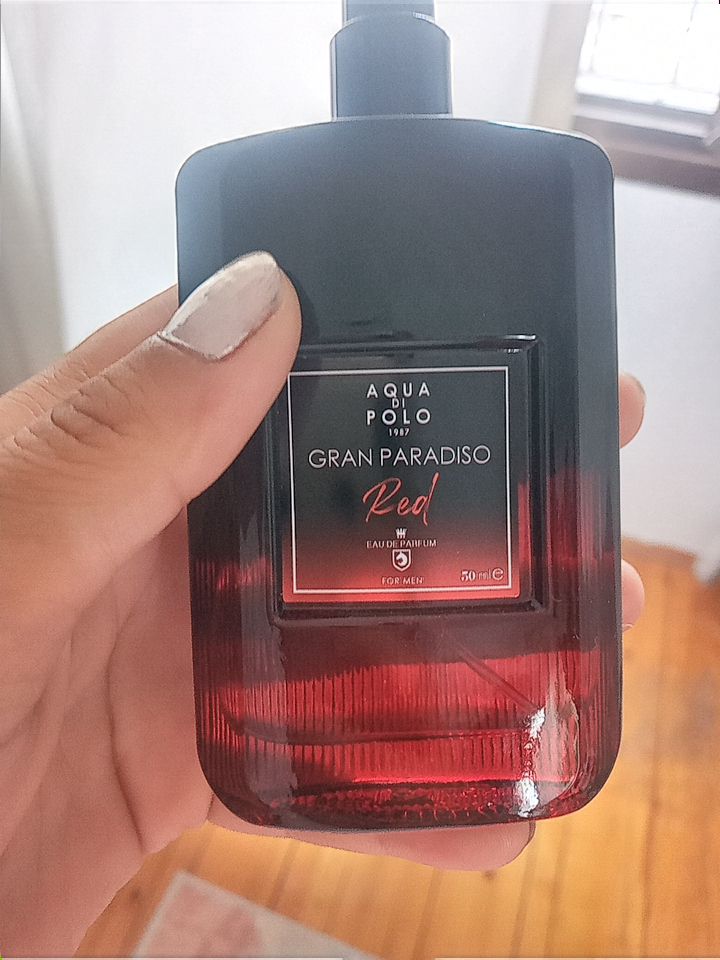 AQUA
DI
POLO
1987
GRAN PARADISO
Red
EAU DE PARFUM
FOR MEN
50 ml e